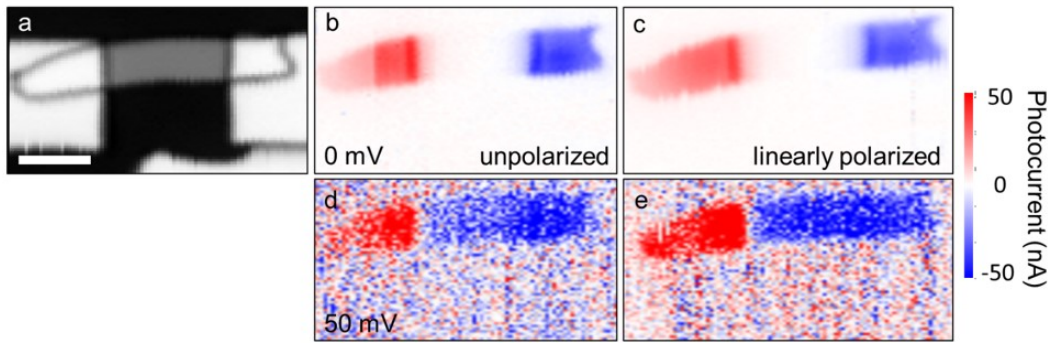 a
b
c
0 mV
unpolarized
linearly polarized
d
e
50 mV
50
0
-50
Photocurrent (nA)